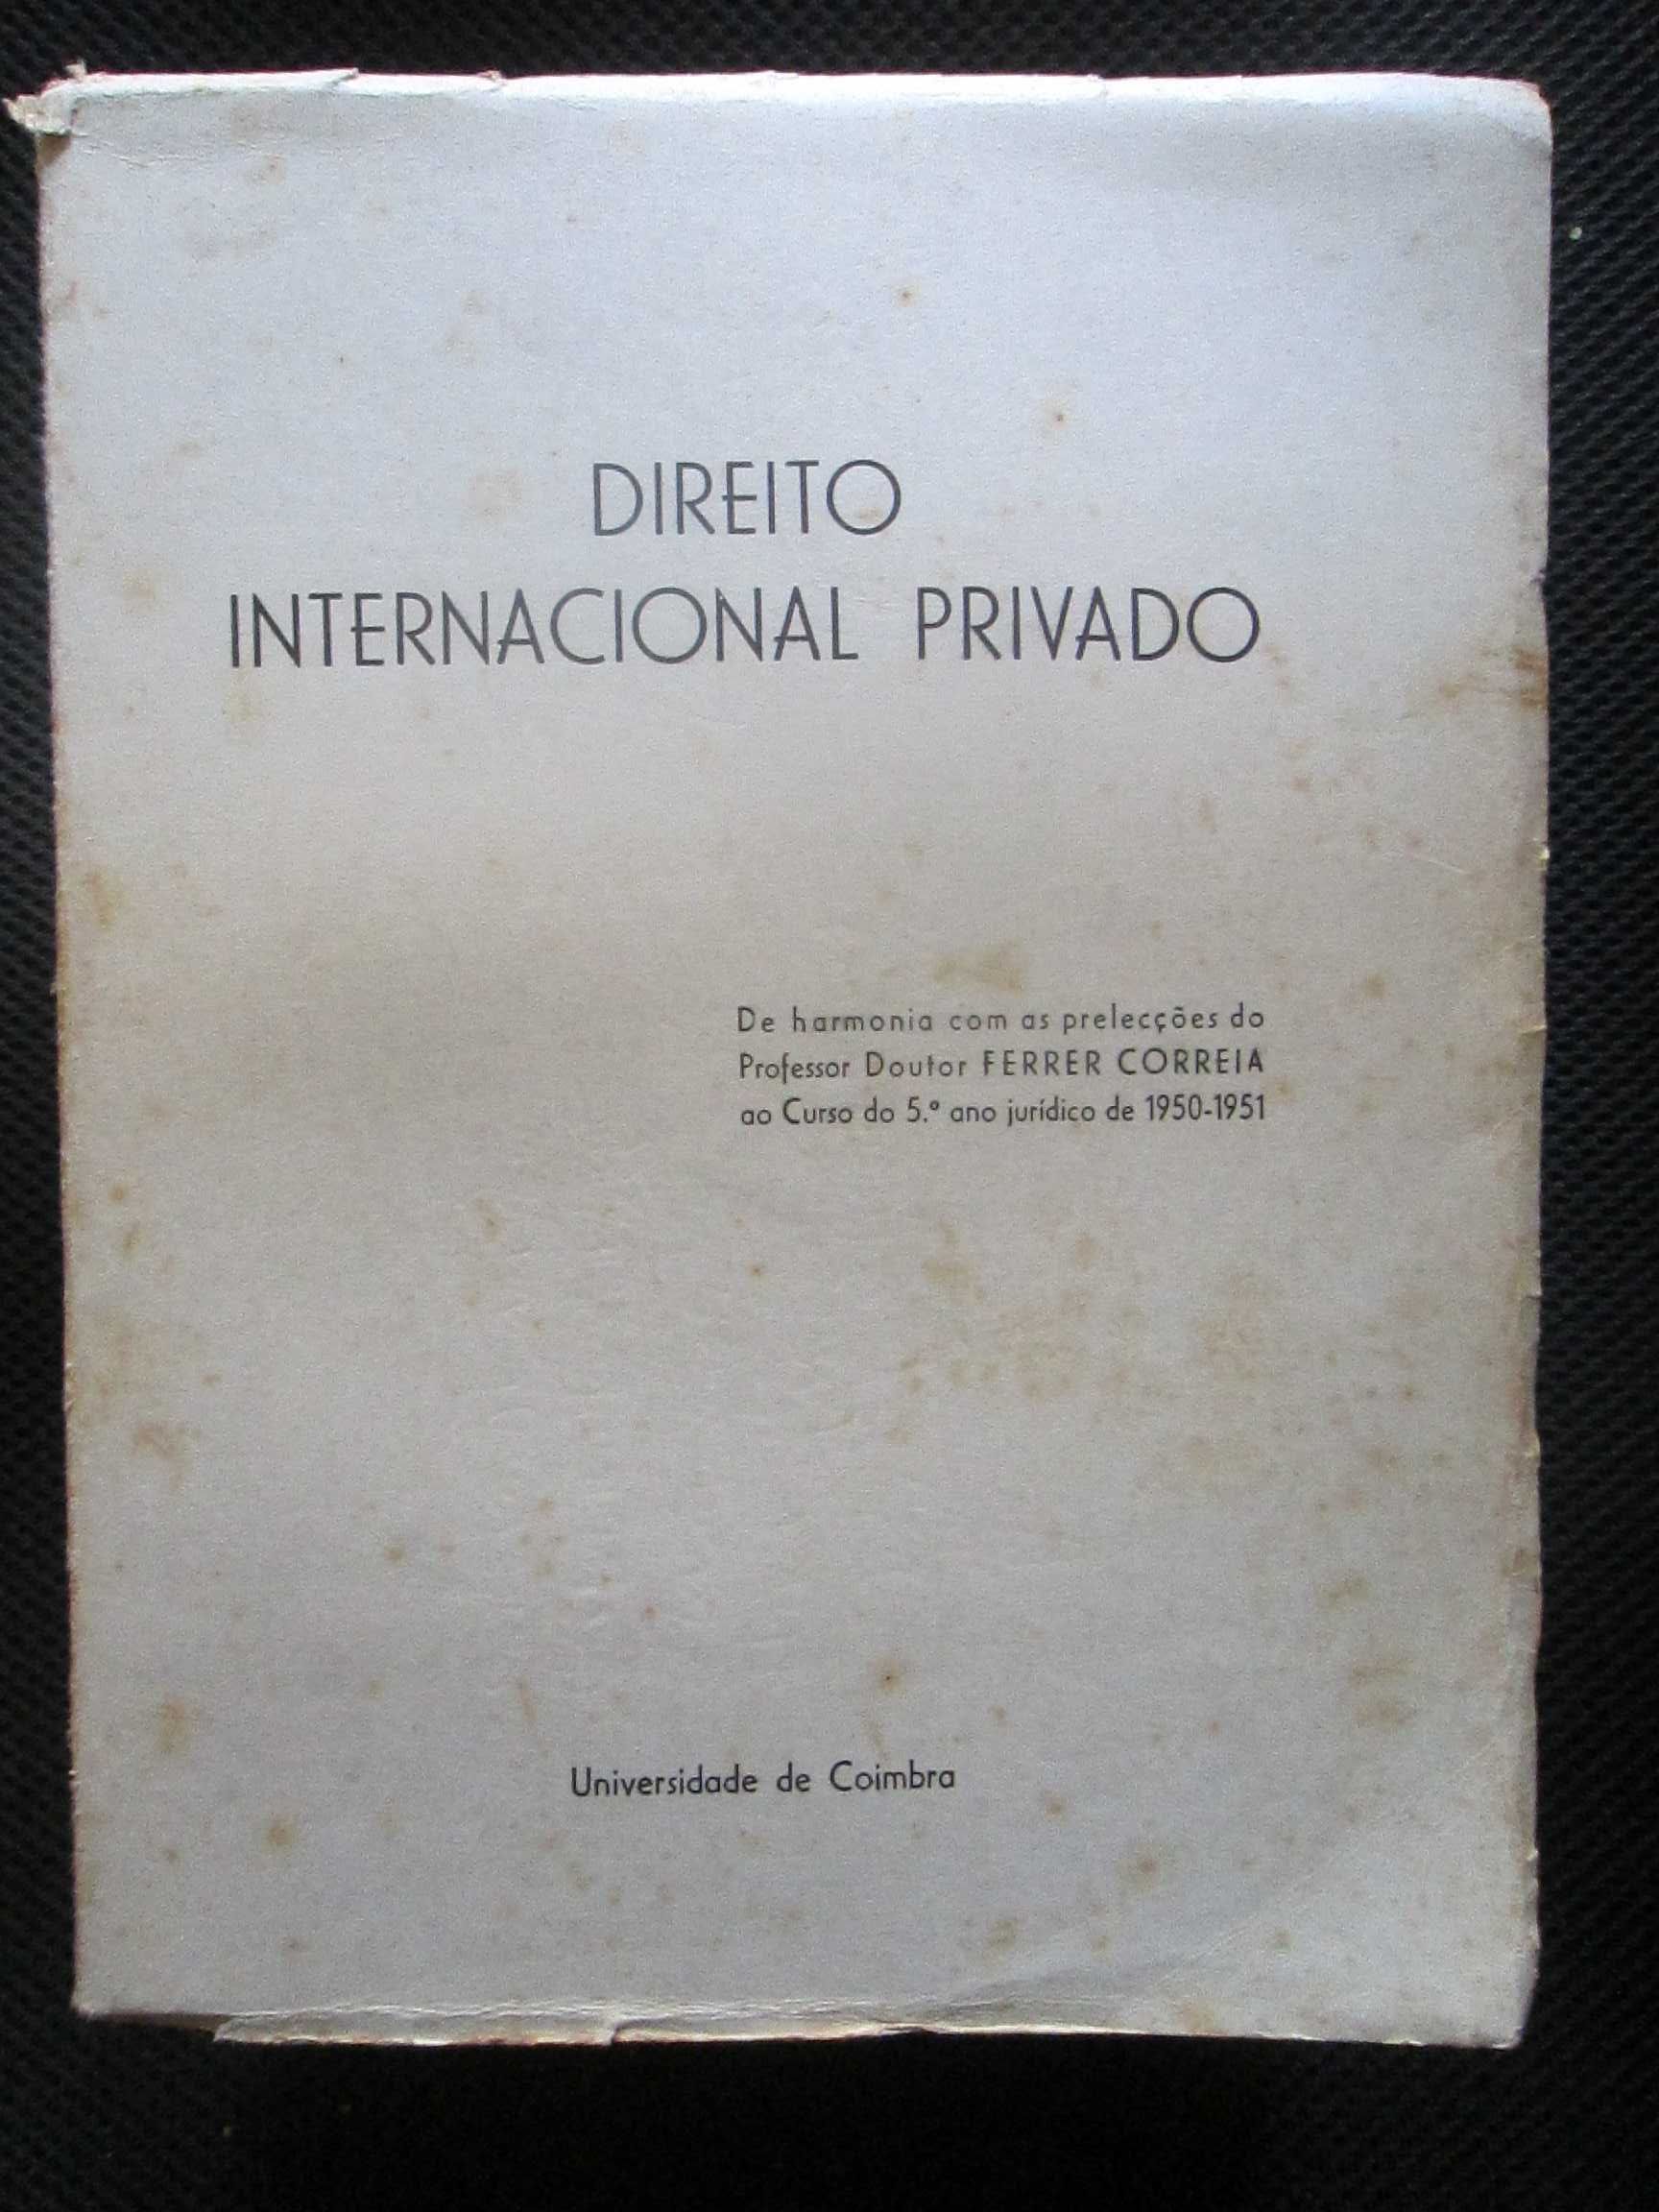 DIREITO
INTERNACIONAL PRIVADO
De harmonia com as prelecções do
Professor Doutor FERRER CORREIA
ao Curso do 5.º ano jurídico de 1950-1951
Universidade de Coimbra